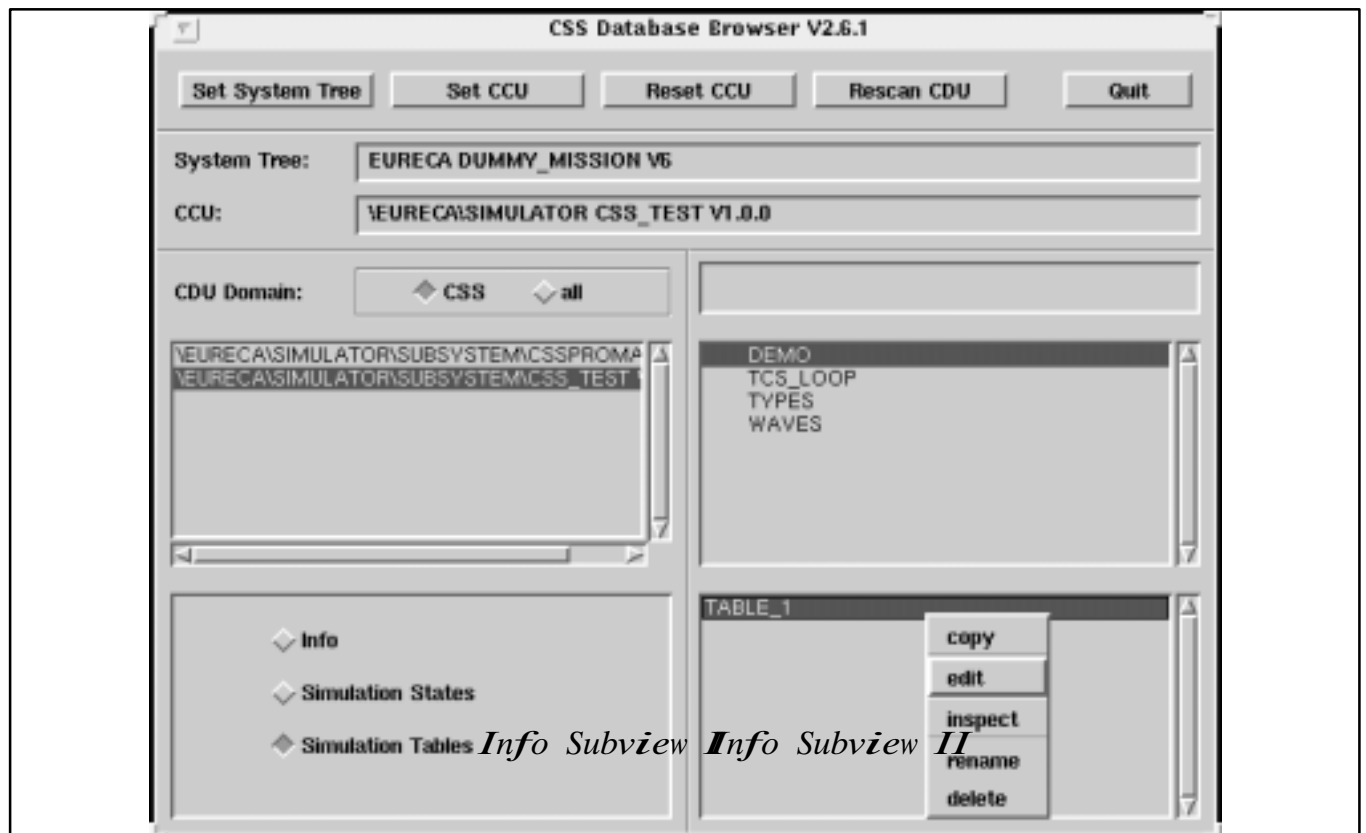 CSS Database Browser V2.6.1
Set System Tree Set CCU Reset CCU Rescan CDU Quit
System Tree: EURECA DUMMY_MISSION V6
CCU: \EURECA\SIMULATOR CSS_TEST V1.0.0
CDU Domain: CSS all
\EURECA\SIMULATOR\SUBSYSTEM\CSSPROMA
\EURECA\SIMULATOR\SUBSYSTEM\CSS_TEST
DEMO
TCS_LOOP
TYPES
WAVES
Info
Simulation States
Simulation Tables
TABLE_1
copy
edit
inspect
rename
delete
Info Subview I
Info Subview II